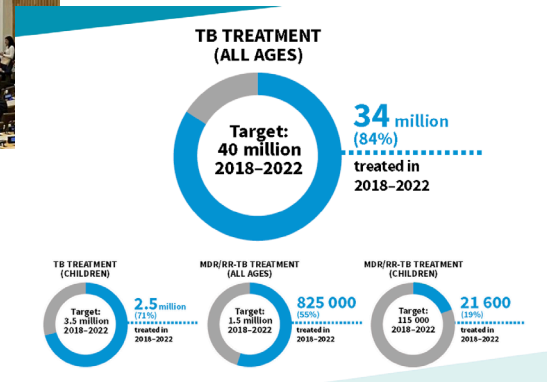 TB TREATMENT
(ALL AGES)
Target:
40 million
2018–2022
34 million
(84%)
treated in
2018–2022
TB TREATMENT
(CHILDREN)
Target:
3.5 million
2018–2022
2.5 million
(71%)
treated in
2018–2022
MDR/RR-TB TREATMENT
(ALL AGES)
Target:
1.5 million
2018–2022
825 000
(55%)
treated in
2018–2022
MDR/RR-TB TREATMENT
(CHILDREN)
Target:
115 000
2018–2022
21 600
(19%)
treated in
2018–2022